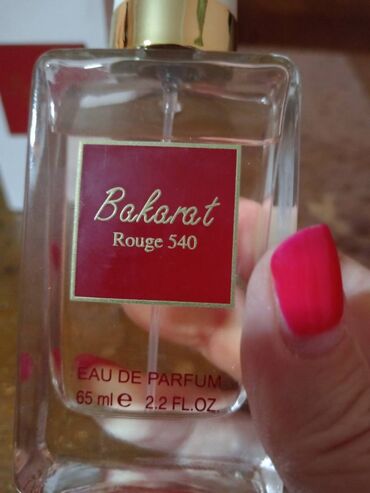 Bakarat
Rouge 540
EAU DE PARFUM
65 ml e 2.2 FL.OZ.